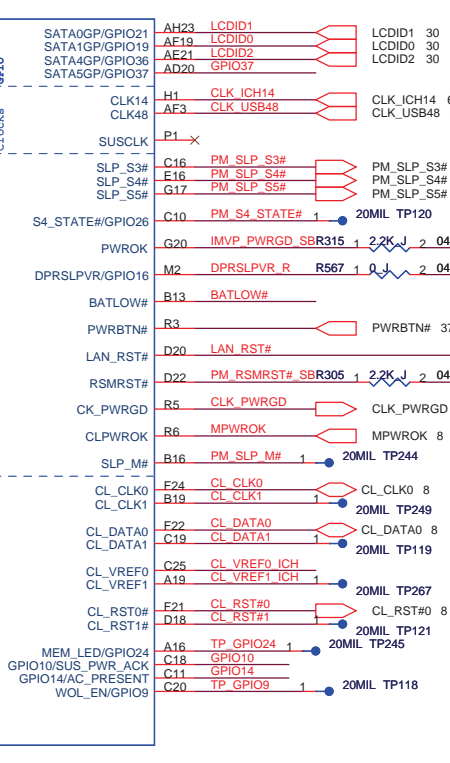 GPIO
SATA0GP/GPIO21 AH23 LCDID1 LCDID1 30
SATA1GP/GPIO19 AF19 LCDID0 LCDID0 30
SATA4GP/GPIO36 AE21 LCDID2 LCDID2 30
SATA5GP/GPIO37 AD20 GPIO37
Clocks
CLK14 H1 CLK_ICH14 CLK_ICH14 6
CLK48 AF3 CLK_USB48 CLK_USB48
SUSCLK P1
SLP_S3# C16 PM_SLP_S3# PM_SLP_S3#
SLP_S4# E16 PM_SLP_S4# PM_SLP_S4#
SLP_S5# G17 PM_SLP_S5# PM_SLP_S5#
S4_STATE#/GPIO26 C10 PM_S4_STATE# 1 20MIL TP120
PWROK G20 IMVP_PWRGD_SB R315 1 2.2K_J 2 04
DPRSLPVR/GPIO16 M2 DPRSLPVR_R R567 1 0_J 2 04
BATLOW# B13 BATLOW#
PWRBTN# R3 PWRBTN# 37
LAN_RST# D20 LAN_RST#
RSMRST# D22 PM_RSMRST#_SB R305 1 2.2K_J 2 04
CK_PWRGD R5 CLK_PWRGD CLK_PWRGD
CLPWROK R6 MPWROK MPWROK 8
SLP_M# B16 PM_SLP_M# 1 20MIL TP244
CL_CLK0 F24 CL_CLK0 CL_CLK0 8
CL_CLK1 B19 CL_CLK1 1 20MIL TP249
CL_DATA0 F22 CL_DATA0 CL_DATA0 8
CL_DATA1 C19 CL_DATA1 1 20MIL TP119
CL_VREF0 C25 CL_VREF0_ICH
CL_VREF1 A19 CL_VREF1_ICH 1 20MIL TP267
CL_RST0# F21 CL_RST#0 CL_RST#0 8
CL_RST1# D18 CL_RST#1 1 20MIL TP121
MEM_LED/GPIO24 A16 TP_GPIO24 1 20MIL TP245
GPIO10/SUS_PWR_ACK C18 GPIO10
GPIO14/AC_PRESENT C11 GPIO14
WOL_EN/GPIO9 C20 TP_GPIO9 1 20MIL TP118